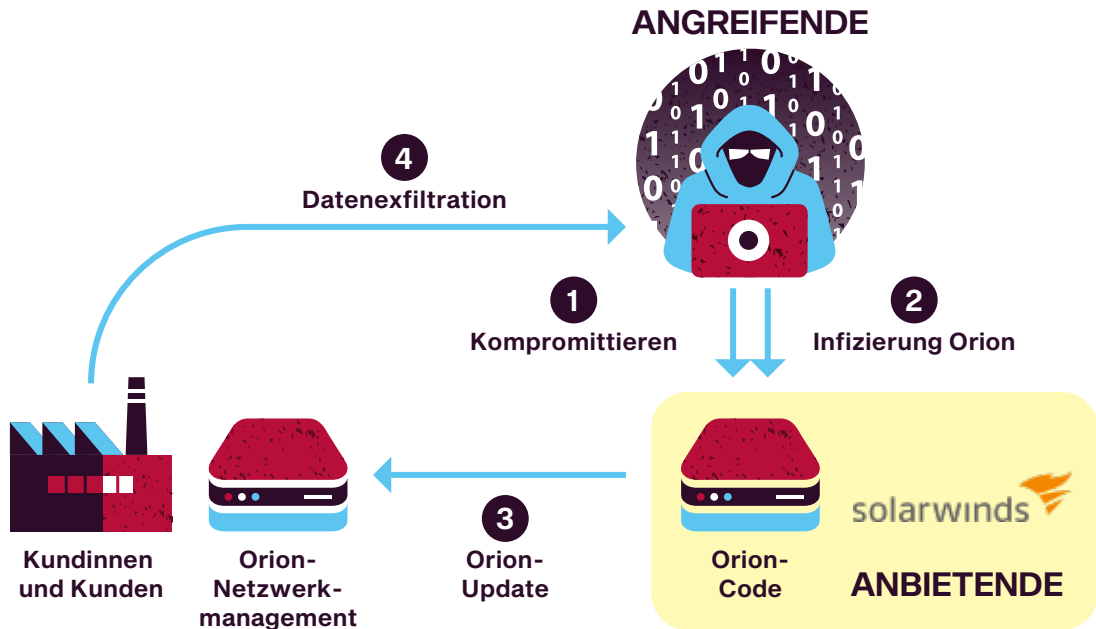 ANGREIFENDE
4
Datenexfiltration
1
Kompromittieren
2
Infizierung Orion
3
Kundinnen
und Kunden
Orion-
Netzwerk-
management
Orion-
Update
Orion-
Code
solarwinds
ANBIETENDE